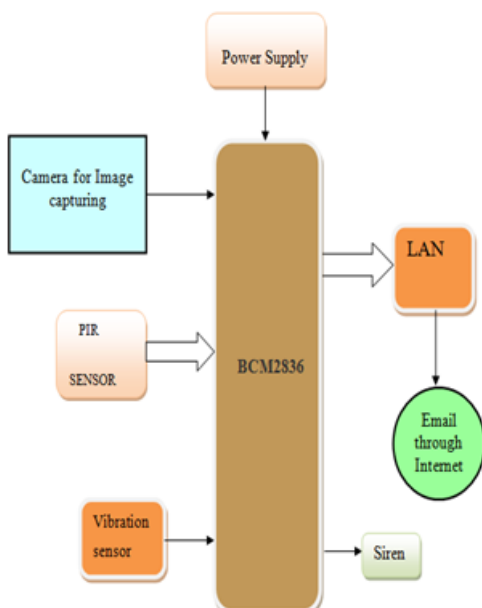 Power Supply
Camera for Image
capturing
LAN
PIR
SENSOR
BCM2836
Email
through
Internet
Vibration
sensor
Siren